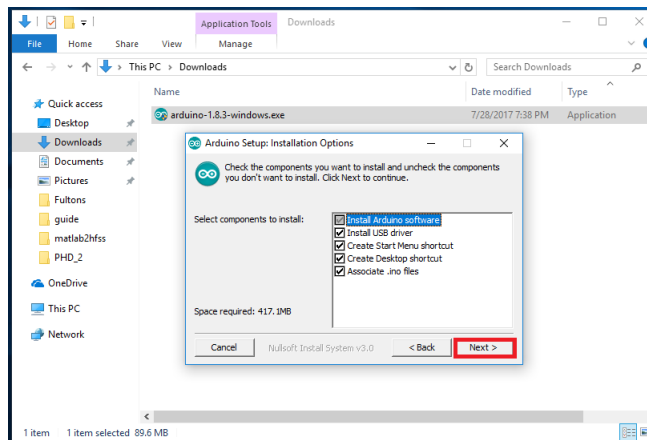 Application Tools
Downloads
File
Home
Share
View
Manage
This PC
Downloads
Search Downloads
Name
Date modified
Type
Quick access
Desktop
Downloads
Documents
Pictures
Fultons
guide
matlab2hfss
PHD_2
OneDrive
This PC
Network
arduino-1.8.3-windows.exe
7/28/2017 7:38 PM
Application
Arduino Setup: Installation Options
Check the components you want to install and uncheck the components
you don't want to install. Click Next to continue.
Select components to install:
Install Arduino software
Install USB driver
Create Start Menu shortcut
Create Desktop shortcut
Associate .ino files
Space required: 417.1MB
Cancel
Nullsoft Install System v3.0
< Back
Next >
1 item
1 item selected 89.6 MB